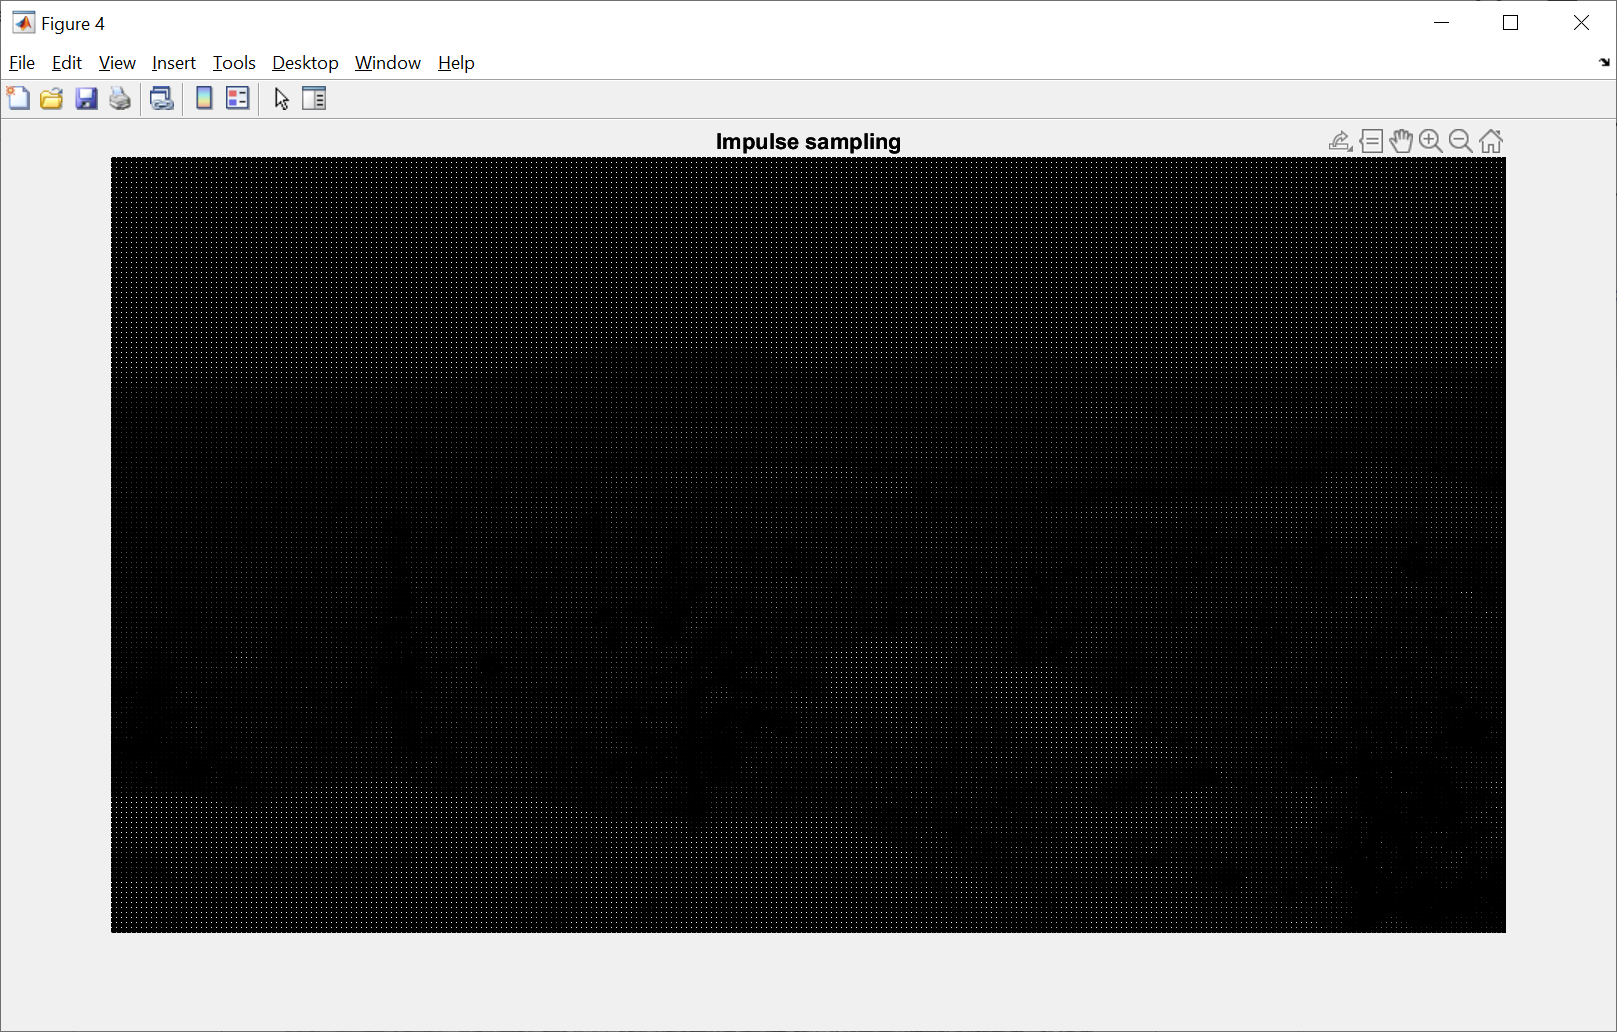 Figure 4
File Edit View Insert Tools Desktop Window Help
Impulse sampling